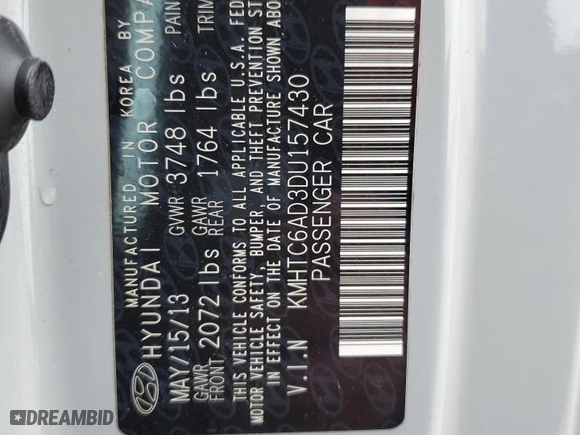 MANUFACTURED IN KOREA BY
HYUNDAI MOTOR COMPA
MAY/15/13 GVWR 3748 lbs PAIN
GAWR FRONT 2072 lbs GAWR REAR 1764 lbs TRIM
THIS VEHICLE CONFORMS TO ALL APPLICABLE U.S.A. FED
MOTOR VEHICLE SAFETY, BUMPER, AND THEFT PREVENTION ST
IN EFFECT ON THE DATE OF MANUFACTURE SHOWN ABO
V.I.N KMHTC6AD3DU157430
PASSENGER CAR
DREAMBID